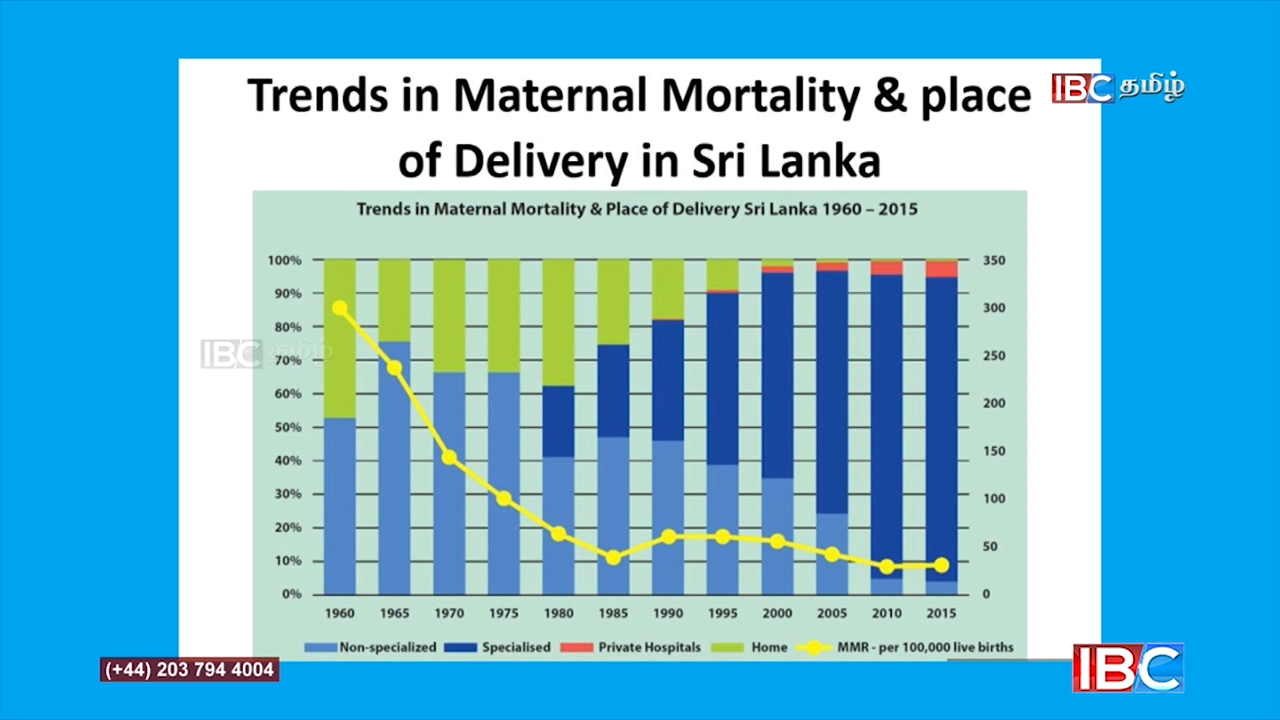 Trends in Maternal Mortality & place
of Delivery in Sri Lanka
IBC தமிழ்
Trends in Maternal Mortality & Place of Delivery Sri Lanka 1960 – 2015
100%
90%
80%
70%
60%
50%
40%
30%
20%
10%
0%
350
300
250
200
150
100
50
0
IBC தமிழ்
1960 1965 1970 1975 1980 1985 1990 1995 2000 2005 2010 2015
Non-specialized Specialised Private Hospitals Home MMR - per 100,000 live births
(+44) 203 794 4004
IBC